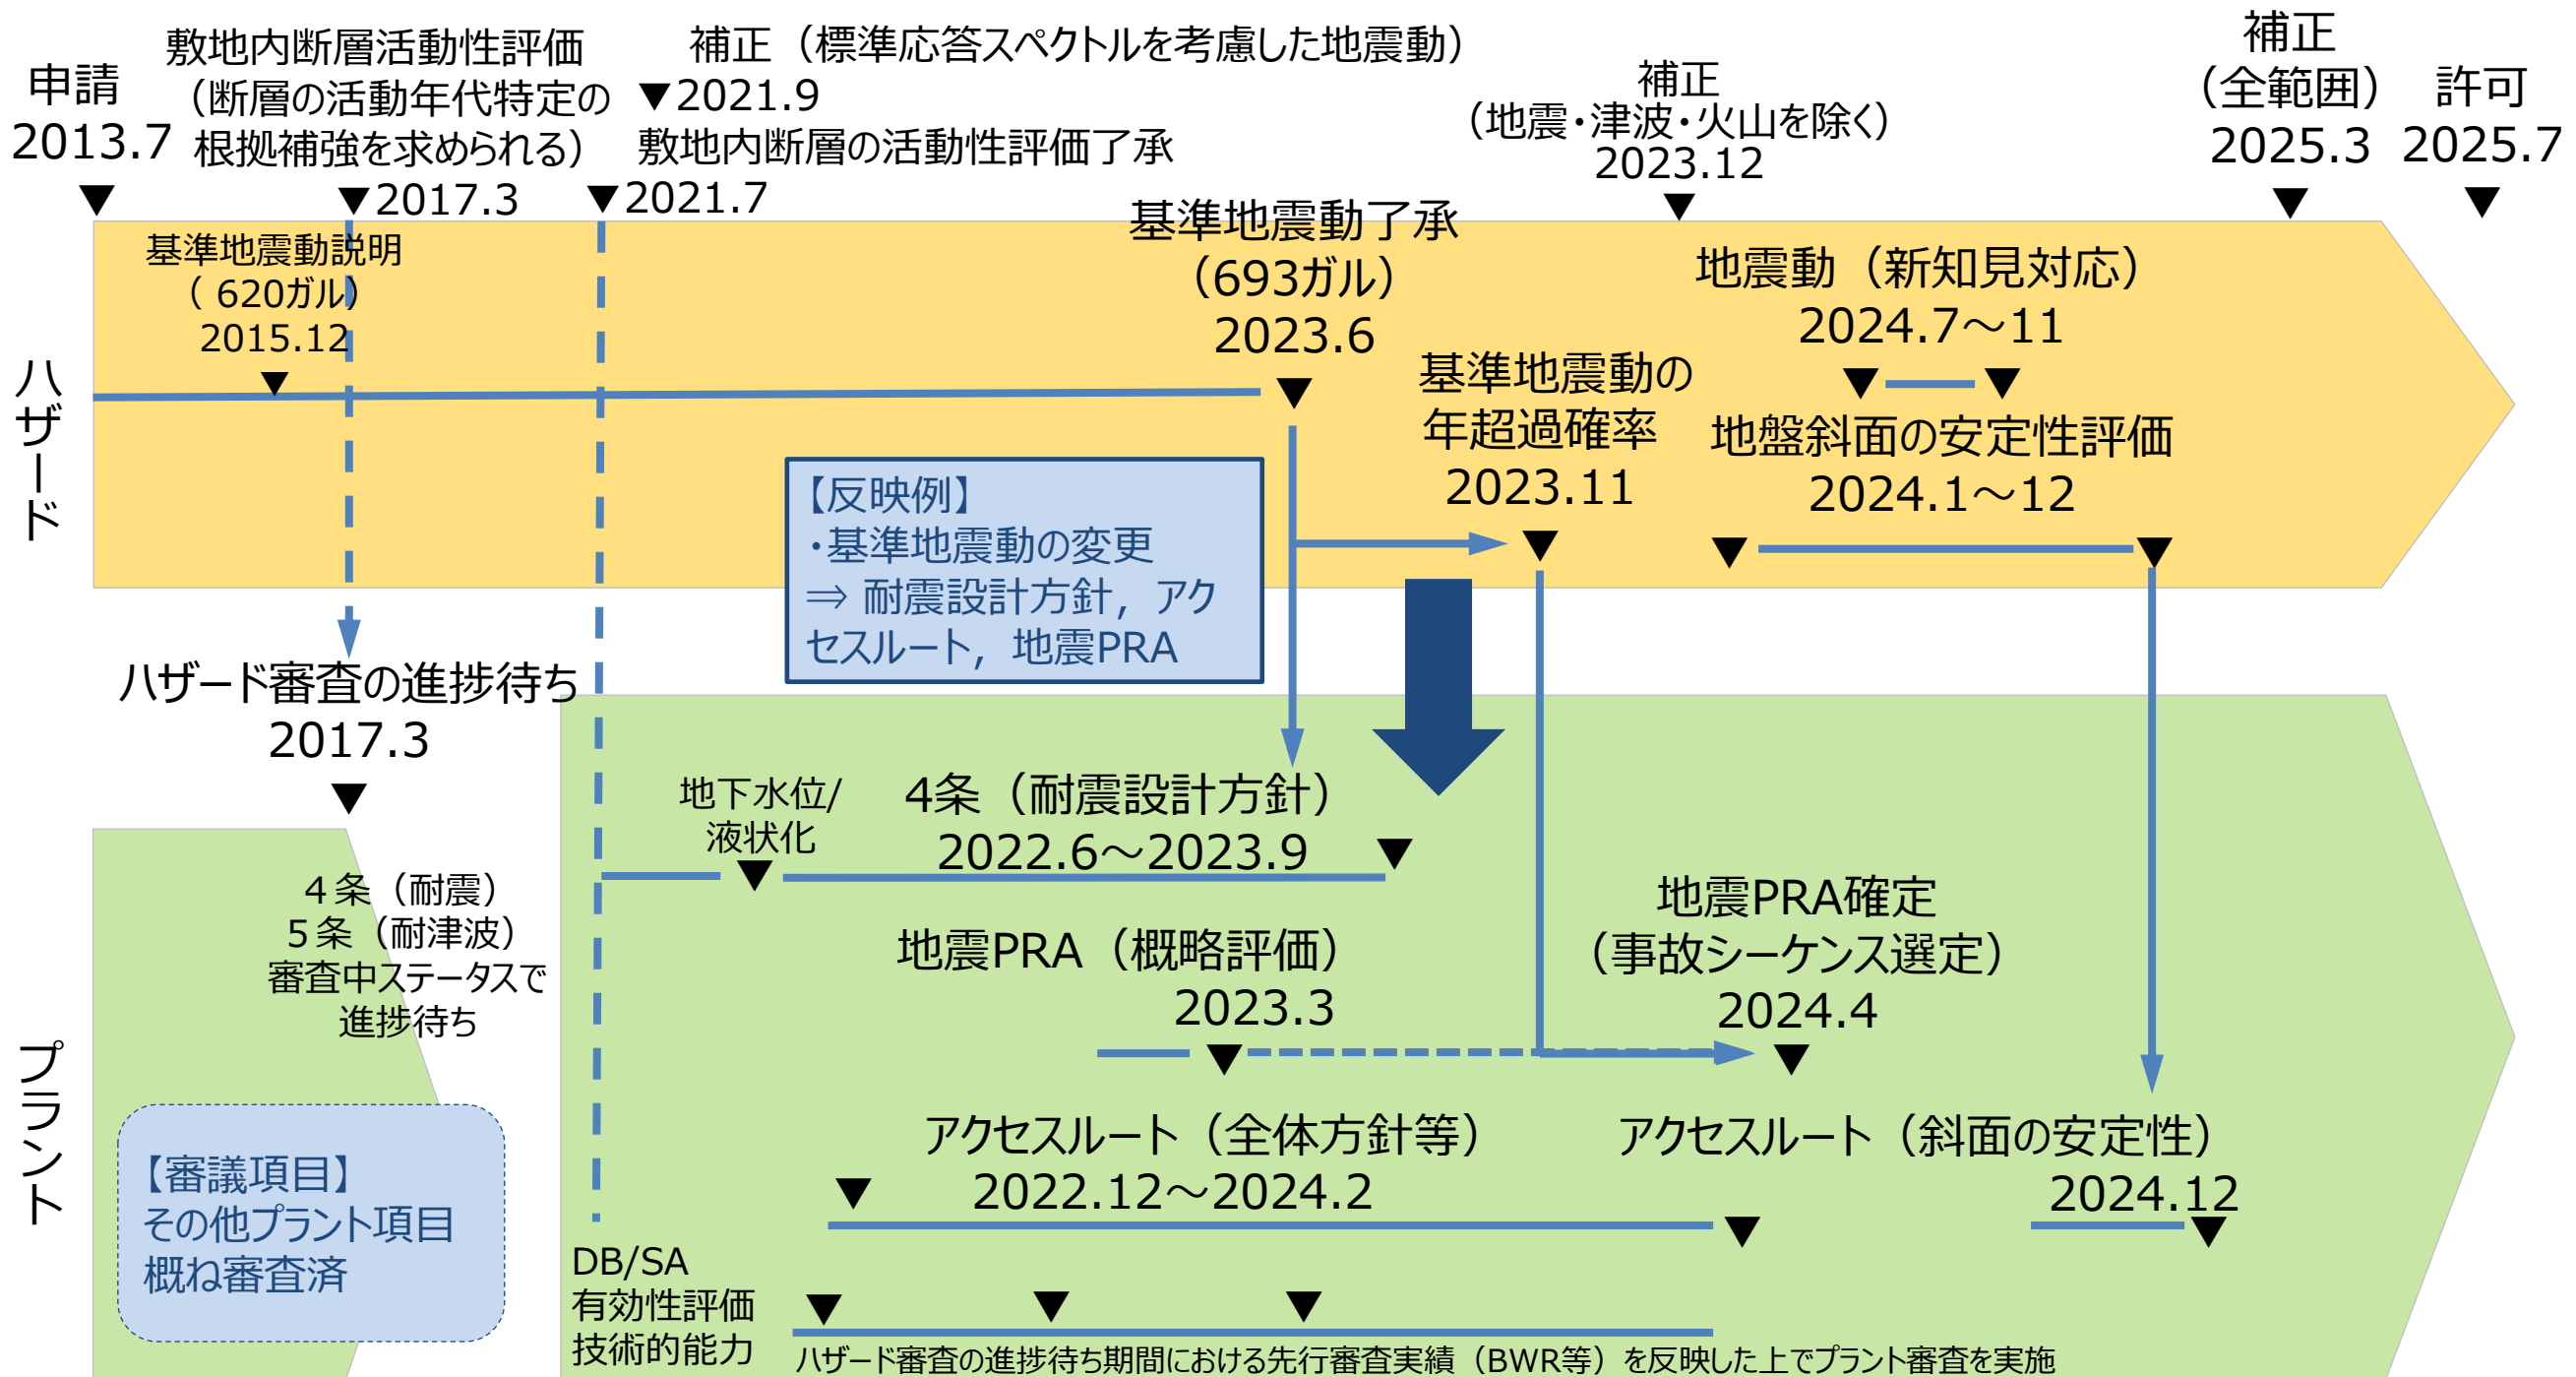 申請
2013.7
敷地内断層活動性評価
（断層の活動年代特定の
根拠補強を求められる）
2017.3
補正（標準応答スペクトルを考慮した地震動）
2021.9
敷地内断層の活動性評価了承
2021.7
補正
（地震・津波・火山を除く）
2023.12
補正
（全範囲）
2025.3
許可
2025.7
ハザード
基準地震動説明
（ 620ガル）
2015.12
基準地震動了承
（693ガル）
2023.6
基準地震動の
年超過確率
2023.11
地震動（新知見対応）
2024.7～11
地盤斜面の安定性評価
2024.1～12
【反映例】
・基準地震動の変更
⇒ 耐震設計方針，アク
セスルート，地震PRA
ハザード審査の進捗待ち
2017.3
プラント
４条（耐震）
５条（耐津波）
審査中ステータスで
進捗待ち
【審議項目】
その他プラント項目
概ね審査済
地下水位/
液状化
4条（耐震設計方針）
2022.6～2023.9
地震PRA（概略評価）
2023.3
地震PRA確定
（事故シーケンス選定）
2024.4
アクセスルート（全体方針等）
2022.12～2024.2
アクセスルート（斜面の安定性）
2024.12
DB/SA
有効性評価
技術的能力
ハザード審査の進捗待ち期間における先行審査実績（BWR等）を反映した上でプラント審査を実施